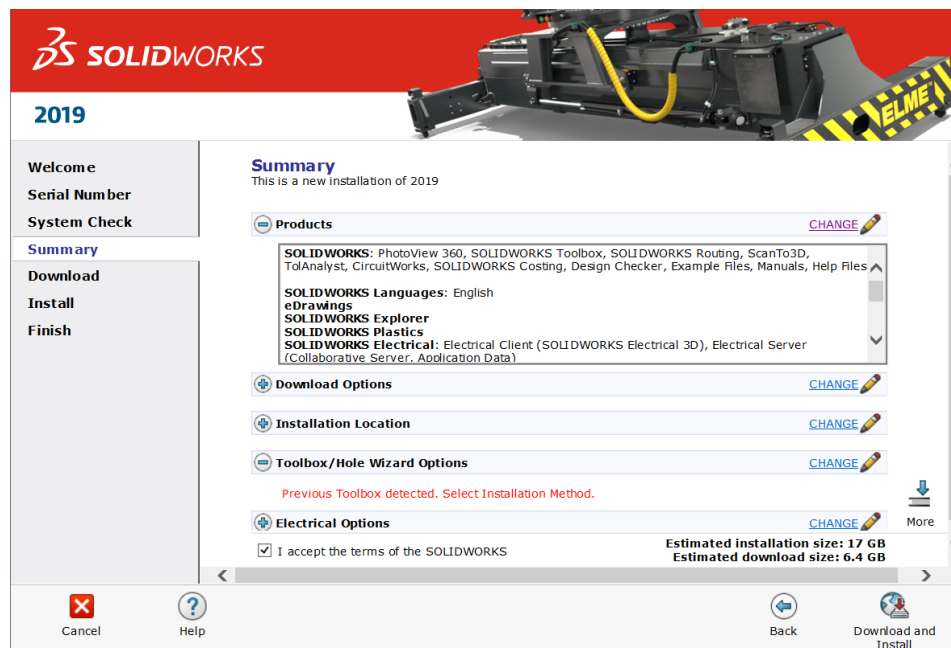 SOLIDWORKS
ELME
2019
Welcome
Serial Number
System Check
Summary
Download
Install
Finish
Summary
This is a new installation of 2019
Products
CHANGE
SOLIDWORKS: PhotoView 360, SOLIDWORKS Toolbox, SOLIDWORKS Routing, ScanTo3D,
TolAnalyst, CircuitWorks, SOLIDWORKS Costing, Design Checker, Example Files, Manuals, Help Files
SOLIDWORKS Languages: English
eDrawings
SOLIDWORKS Explorer
SOLIDWORKS Plastics
SOLIDWORKS Electrical: Electrical Client (SOLIDWORKS Electrical 3D), Electrical Server
(Collaborative Server, Application Data)
Download Options
CHANGE
Installation Location
CHANGE
Toolbox/Hole Wizard Options
CHANGE
Previous Toolbox detected. Select Installation Method.
Electrical Options
CHANGE
More
I accept the terms of the SOLIDWORKS
Estimated installation size: 17 GB
Estimated download size: 6.4 GB
Cancel
Help
Back
Download and
Install